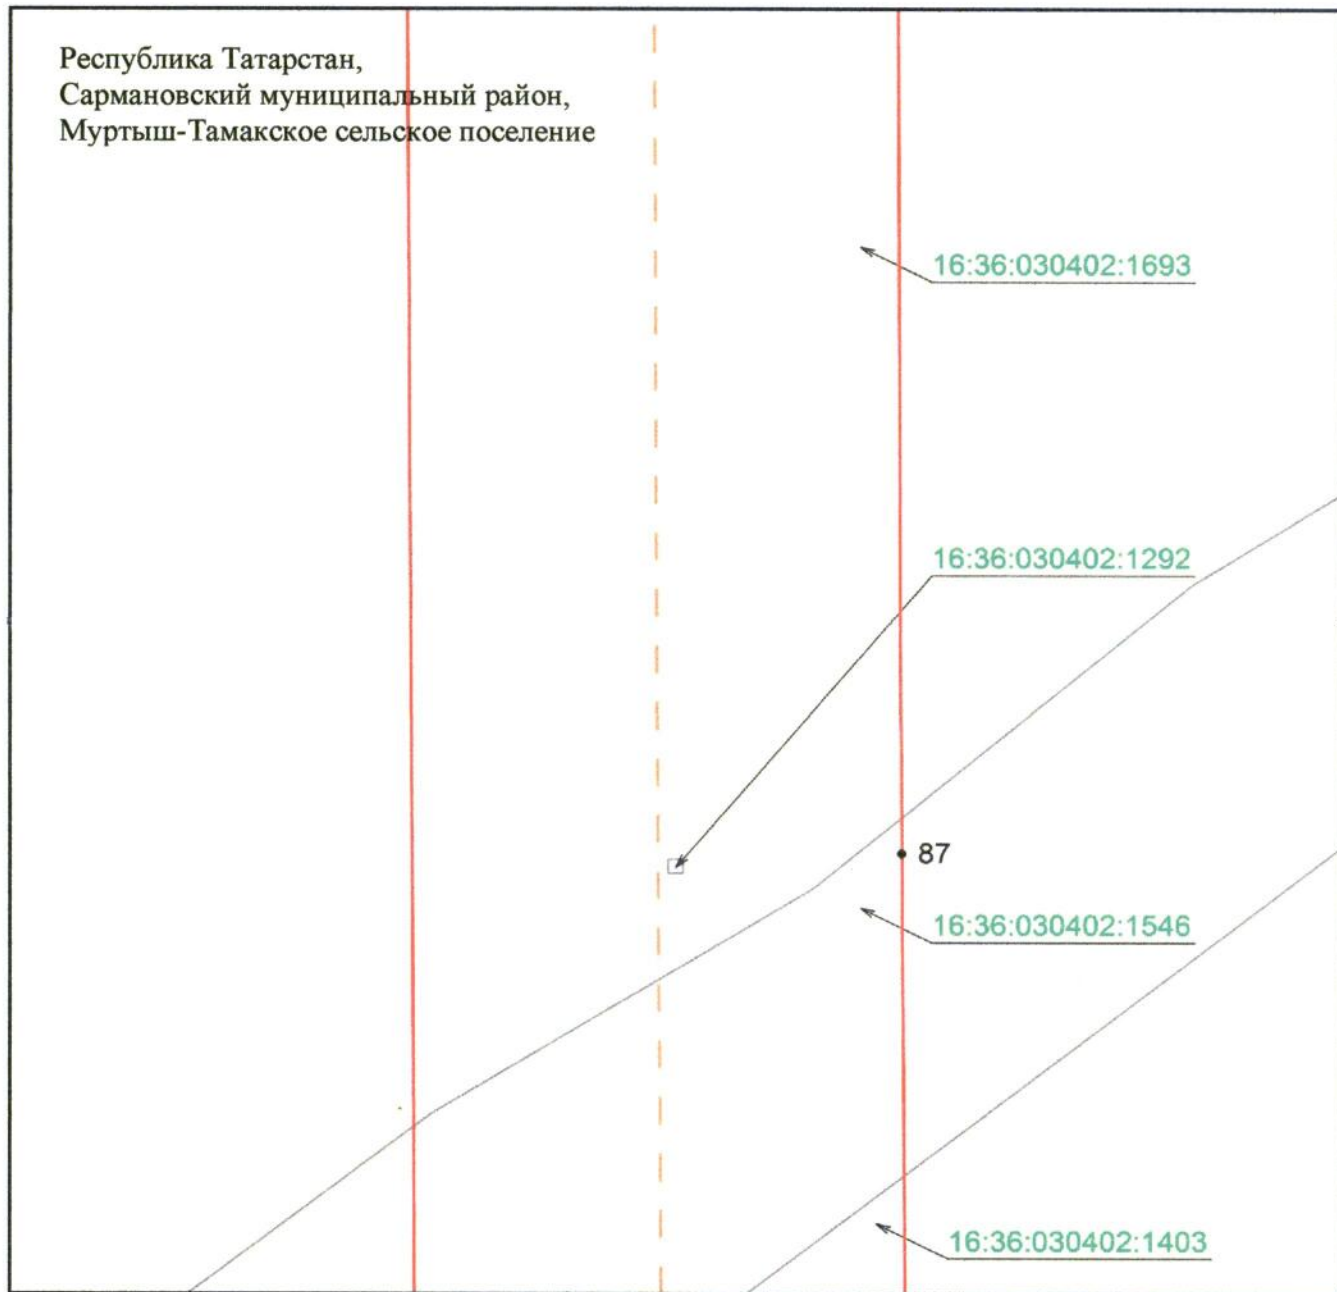 Республика Татарстан,
Сармановский муниципальный район,
Муртыш-Тамакское сельское поселение
16:36:030402:1693
16:36:030402:1292
87
16:36:030402:1546
16:36:030402:1403